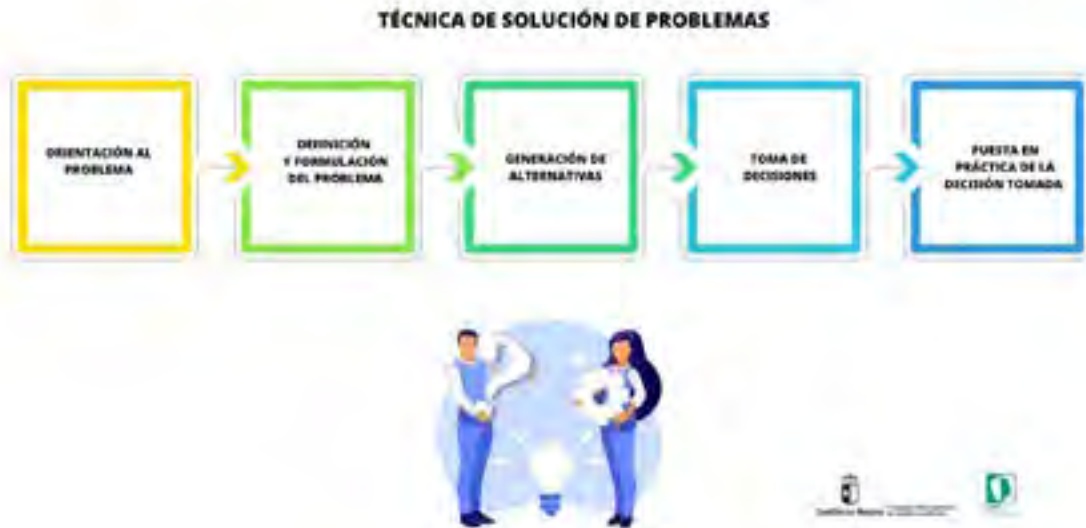 TÉCNICA DE SOLUCIÓN DE PROBLEMAS
ORIENTACIÓN AL
PROBLEMA
DEFINICIÓN
Y FORMULACIÓN
DEL PROBLEMA
GENERACIÓN DE
ALTERNATIVAS
TOMA DE
DECISIONES
PUESTA EN
PRÁCTICA DE LA
DECISIÓN TOMADA